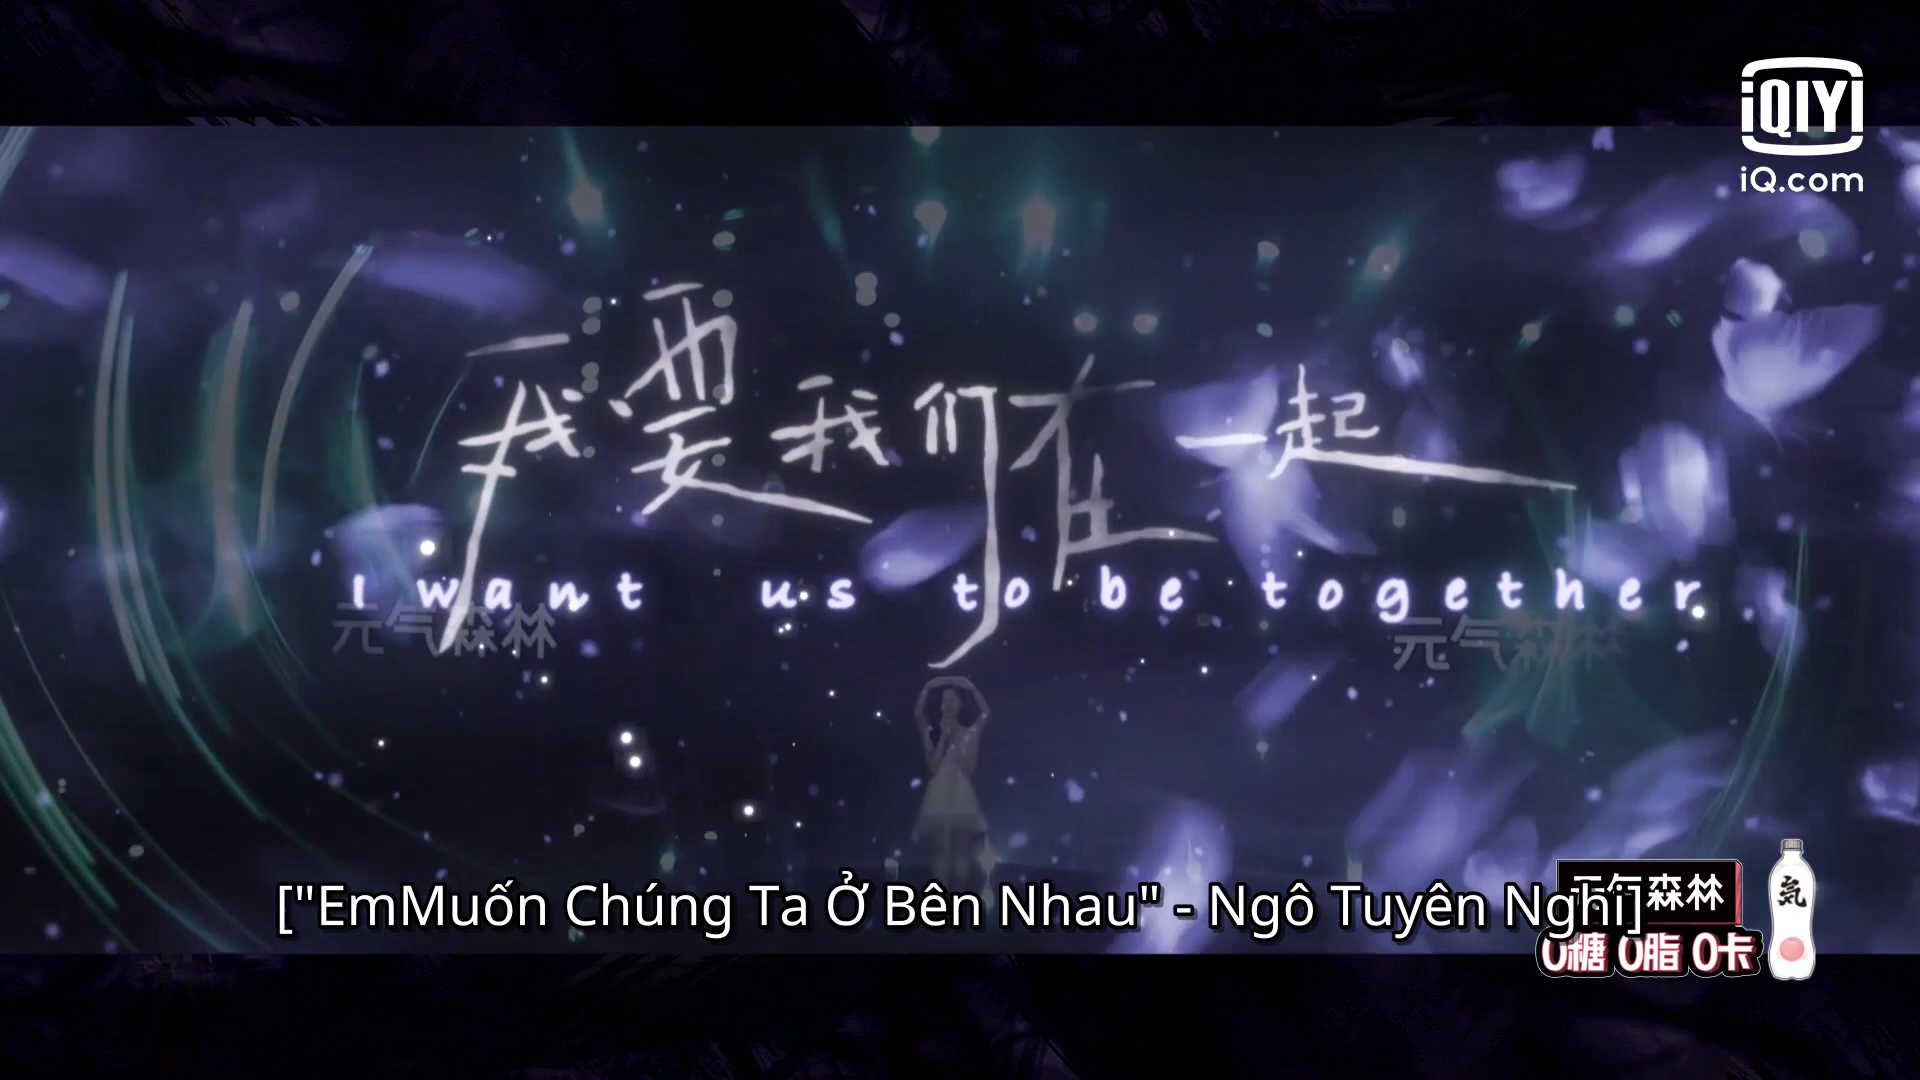 iQIYI
iQ.com
我要我们在一起
I want us to be together
元气森林
元气森林
["EmMuốn Chúng Ta Ở Bên Nhau" - Ngô Tuyên Nghi]
元气森林
氣
0糖 0脂 0卡